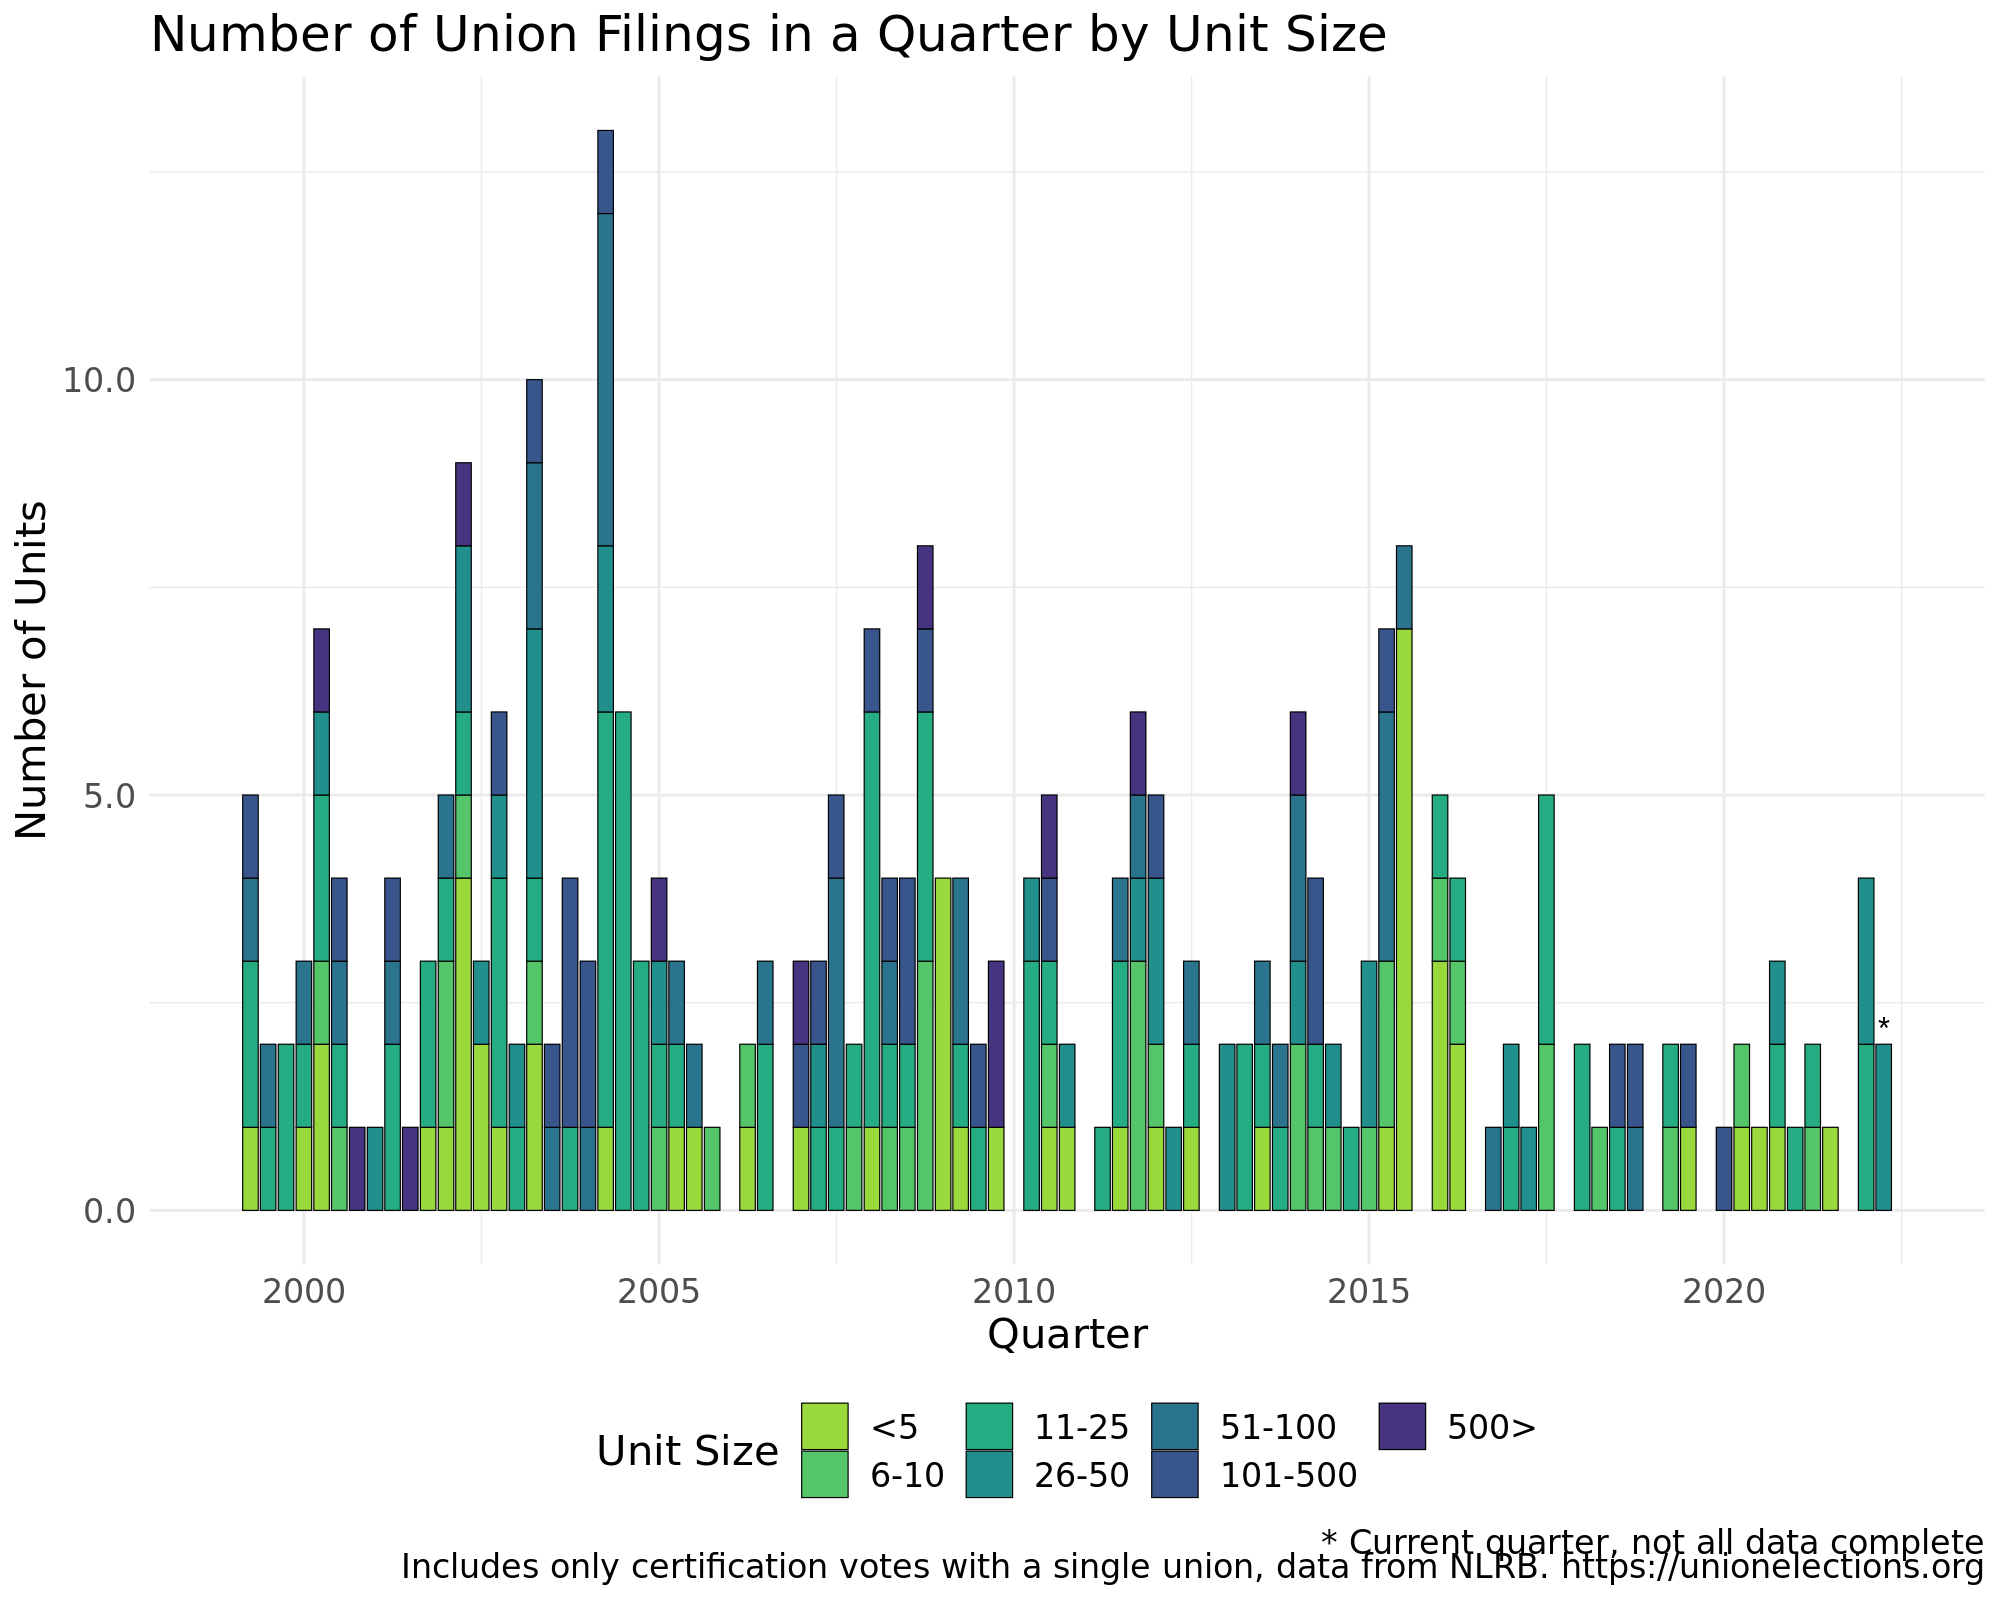 Number of Union Filings in a Quarter by Unit Size
Number of Units
10.0
5.0
0.0
*
2000 2005 2010 2015 2020
Quarter
Unit Size
<5 11-25 51-100 500>
6-10 26-50 101-500
* Current quarter, not all data complete
Includes only certification votes with a single union, data from NLRB. https://unionelections.org